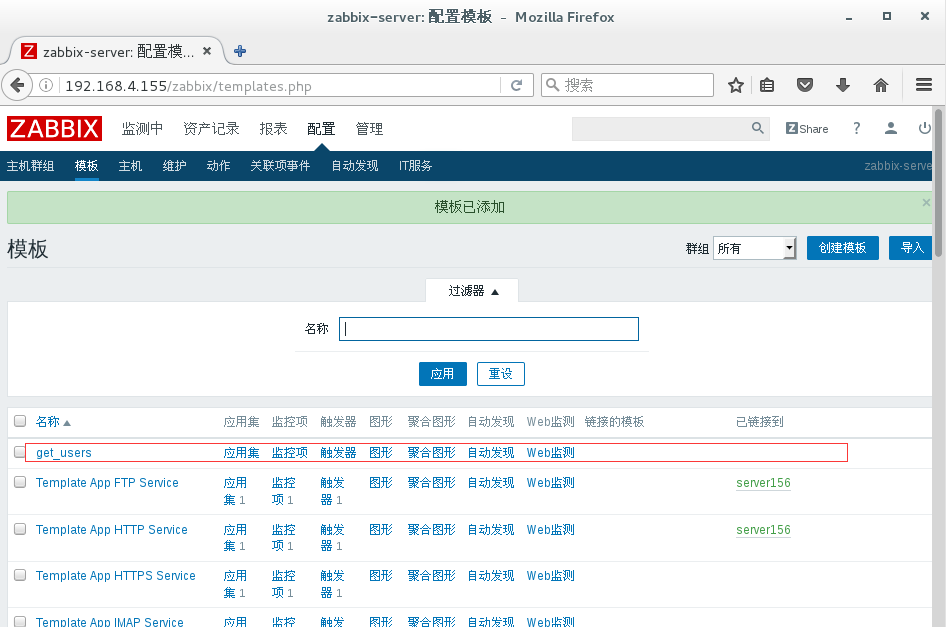 zabbix-server: 配置模板 - Mozilla Firefox
Z zabbix-server: 配置模...
192.168.4.155/zabbix/templates.php 搜索
ZABBIX 监测中 资产记录 报表 配置 管理 Z Share ?
主机群组 模板 主机 维护 动作 关联项事件 自动发现 IT服务 zabbix-serve
模板已添加
模板 群组 所有 创建模板 导入
过滤器
名称
应用 重设
名称 应用集 监控项 触发器 图形 聚合图形 自动发现 Web监测 链接的模板 已链接到
get_users 应用集 监控项 触发器 图形 聚合图形 自动发现 Web监测
Template App FTP Service 应用 监控 触发 图形 聚合图形 自动发现 Web监测 server156
集 1 项 1 器 1
Template App HTTP Service 应用 监控 触发 图形 聚合图形 自动发现 Web监测 server156
集 1 项 1 器 1
Template App HTTPS Service 应用 监控 触发 图形 聚合图形 自动发现 Web监测
集 1 项 1 器 1
Template App IMAP Service 应用 监控 触发 图形 聚合图形 自动发现 Web监测